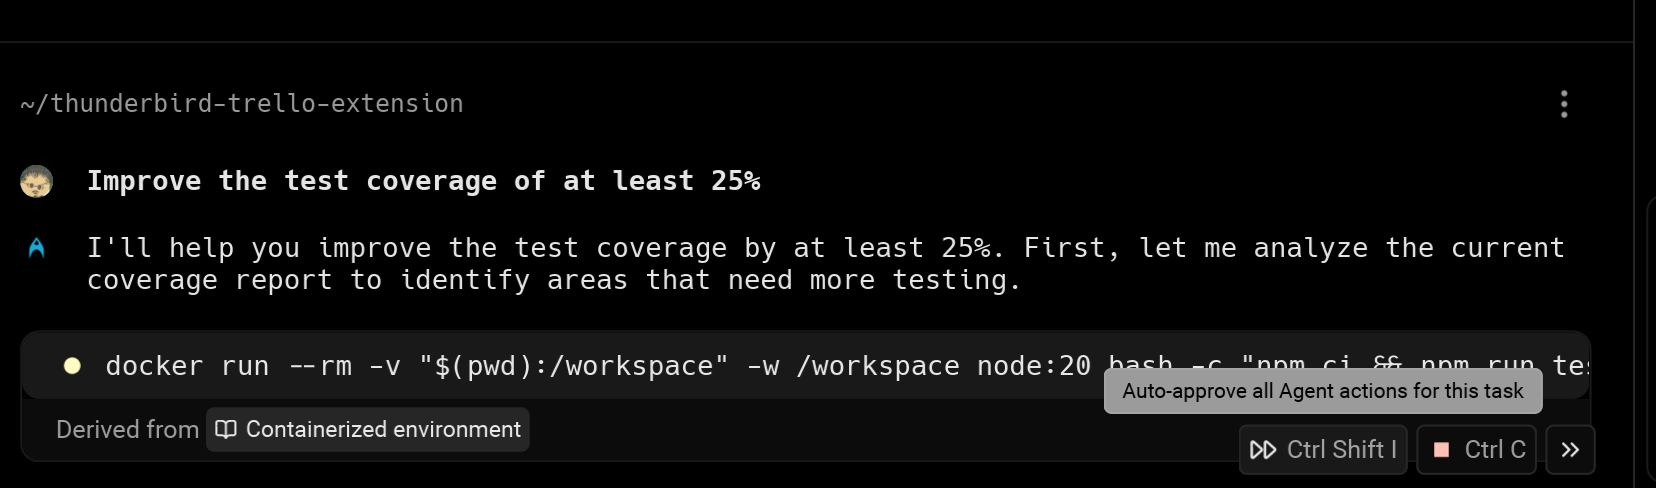 ~/thunderbird-trello-extension
Improve the test coverage of at least 25%
I'll help you improve the test coverage by at least 25%. First, let me analyze the current
coverage report to identify areas that need more testing.
docker run --rm -v "$(pwd):/workspace" -w /workspace node:20 bash -c "npm ci && npm run tes
Auto-approve all Agent actions for this task
Derived from Containerized environment
Ctrl Shift I Ctrl C